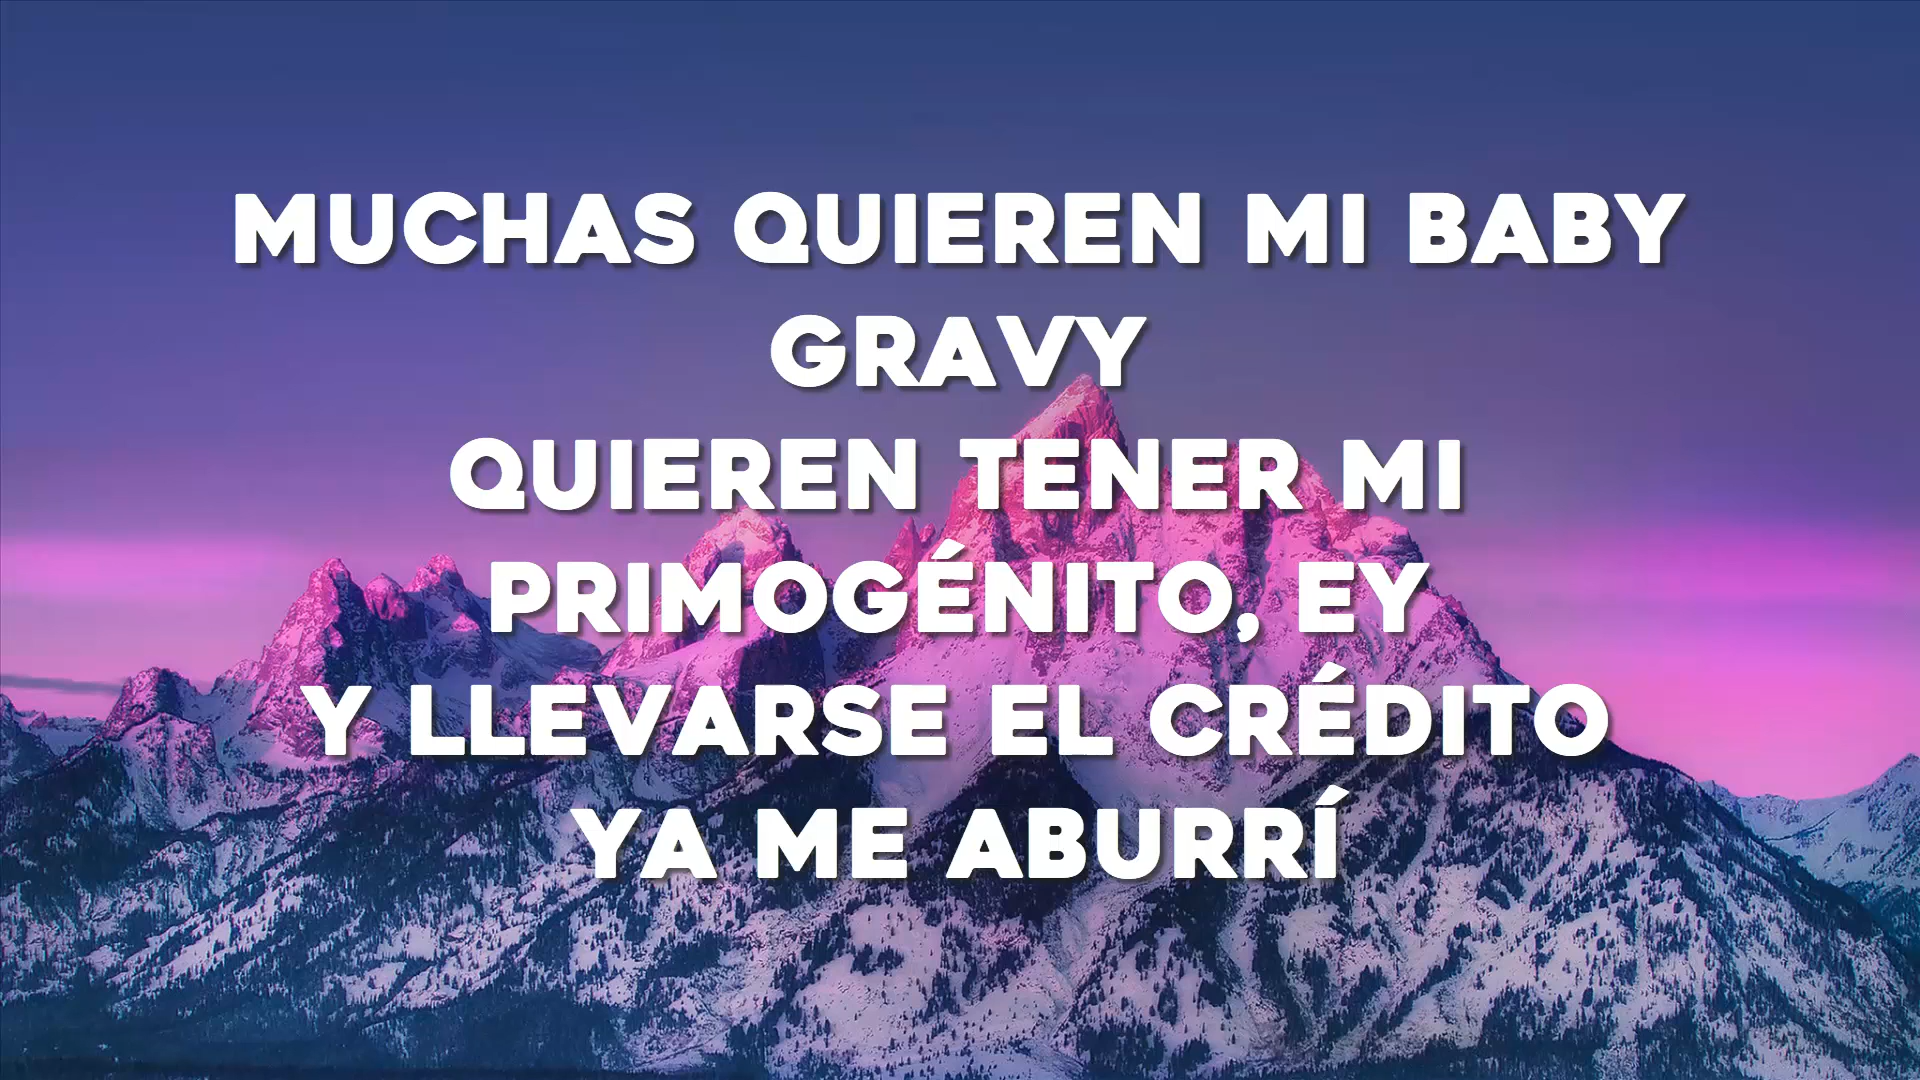 MUCHAS QUIEREN MI BABY
GRAVY
QUIEREN TENER MI
PRIMOGÉNITO, EY
Y LLEVARSE EL CRÉDITO
YA ME ABURRÍ